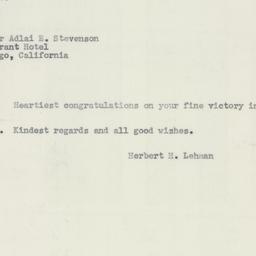 r Adlai E. Stevenson
rant Hotel
go, California
Heartiest congratulations on your fine victory in
. Kindest regards and all good wishes.
Herbert H. Lehman